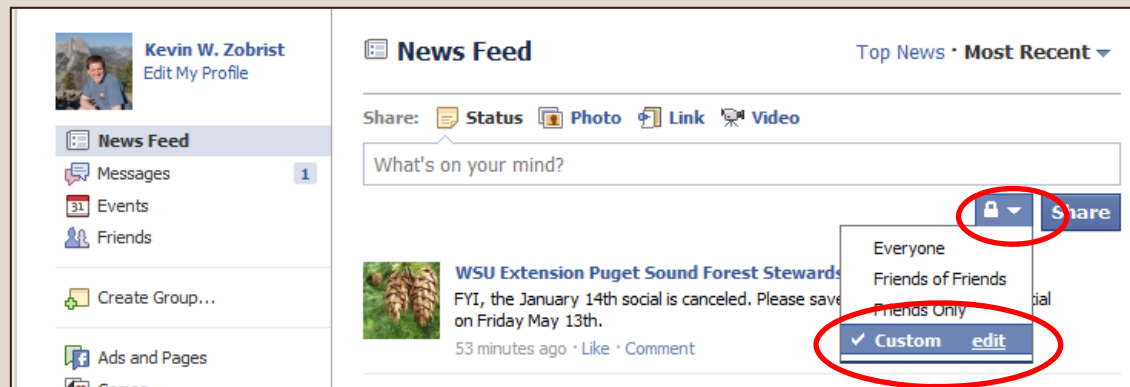 Kevin W. Zobrist
Edit My Profile
News Feed
Messages 1
31 Events
Friends
Create Group...
Ads and Pages
News Feed
Top News · Most Recent
Share: Status Photo Link Video
What's on your mind?
Share
Everyone
Friends of Friends
Friends Only
Custom edit
WSU Extension Puget Sound Forest
FYI, the January 14th social is canceled. Please save
on Friday May 13th.
53 minutes ago · Like · Comment